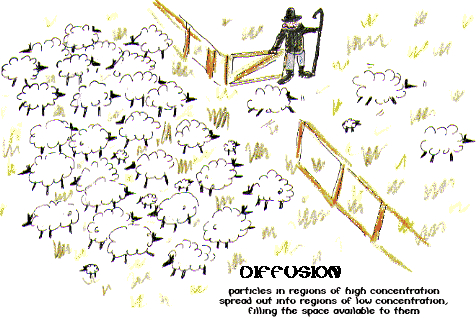 DIFFUSION
particles in regions of high concentration
spread out into regions of low concentration,
filling the space available to them